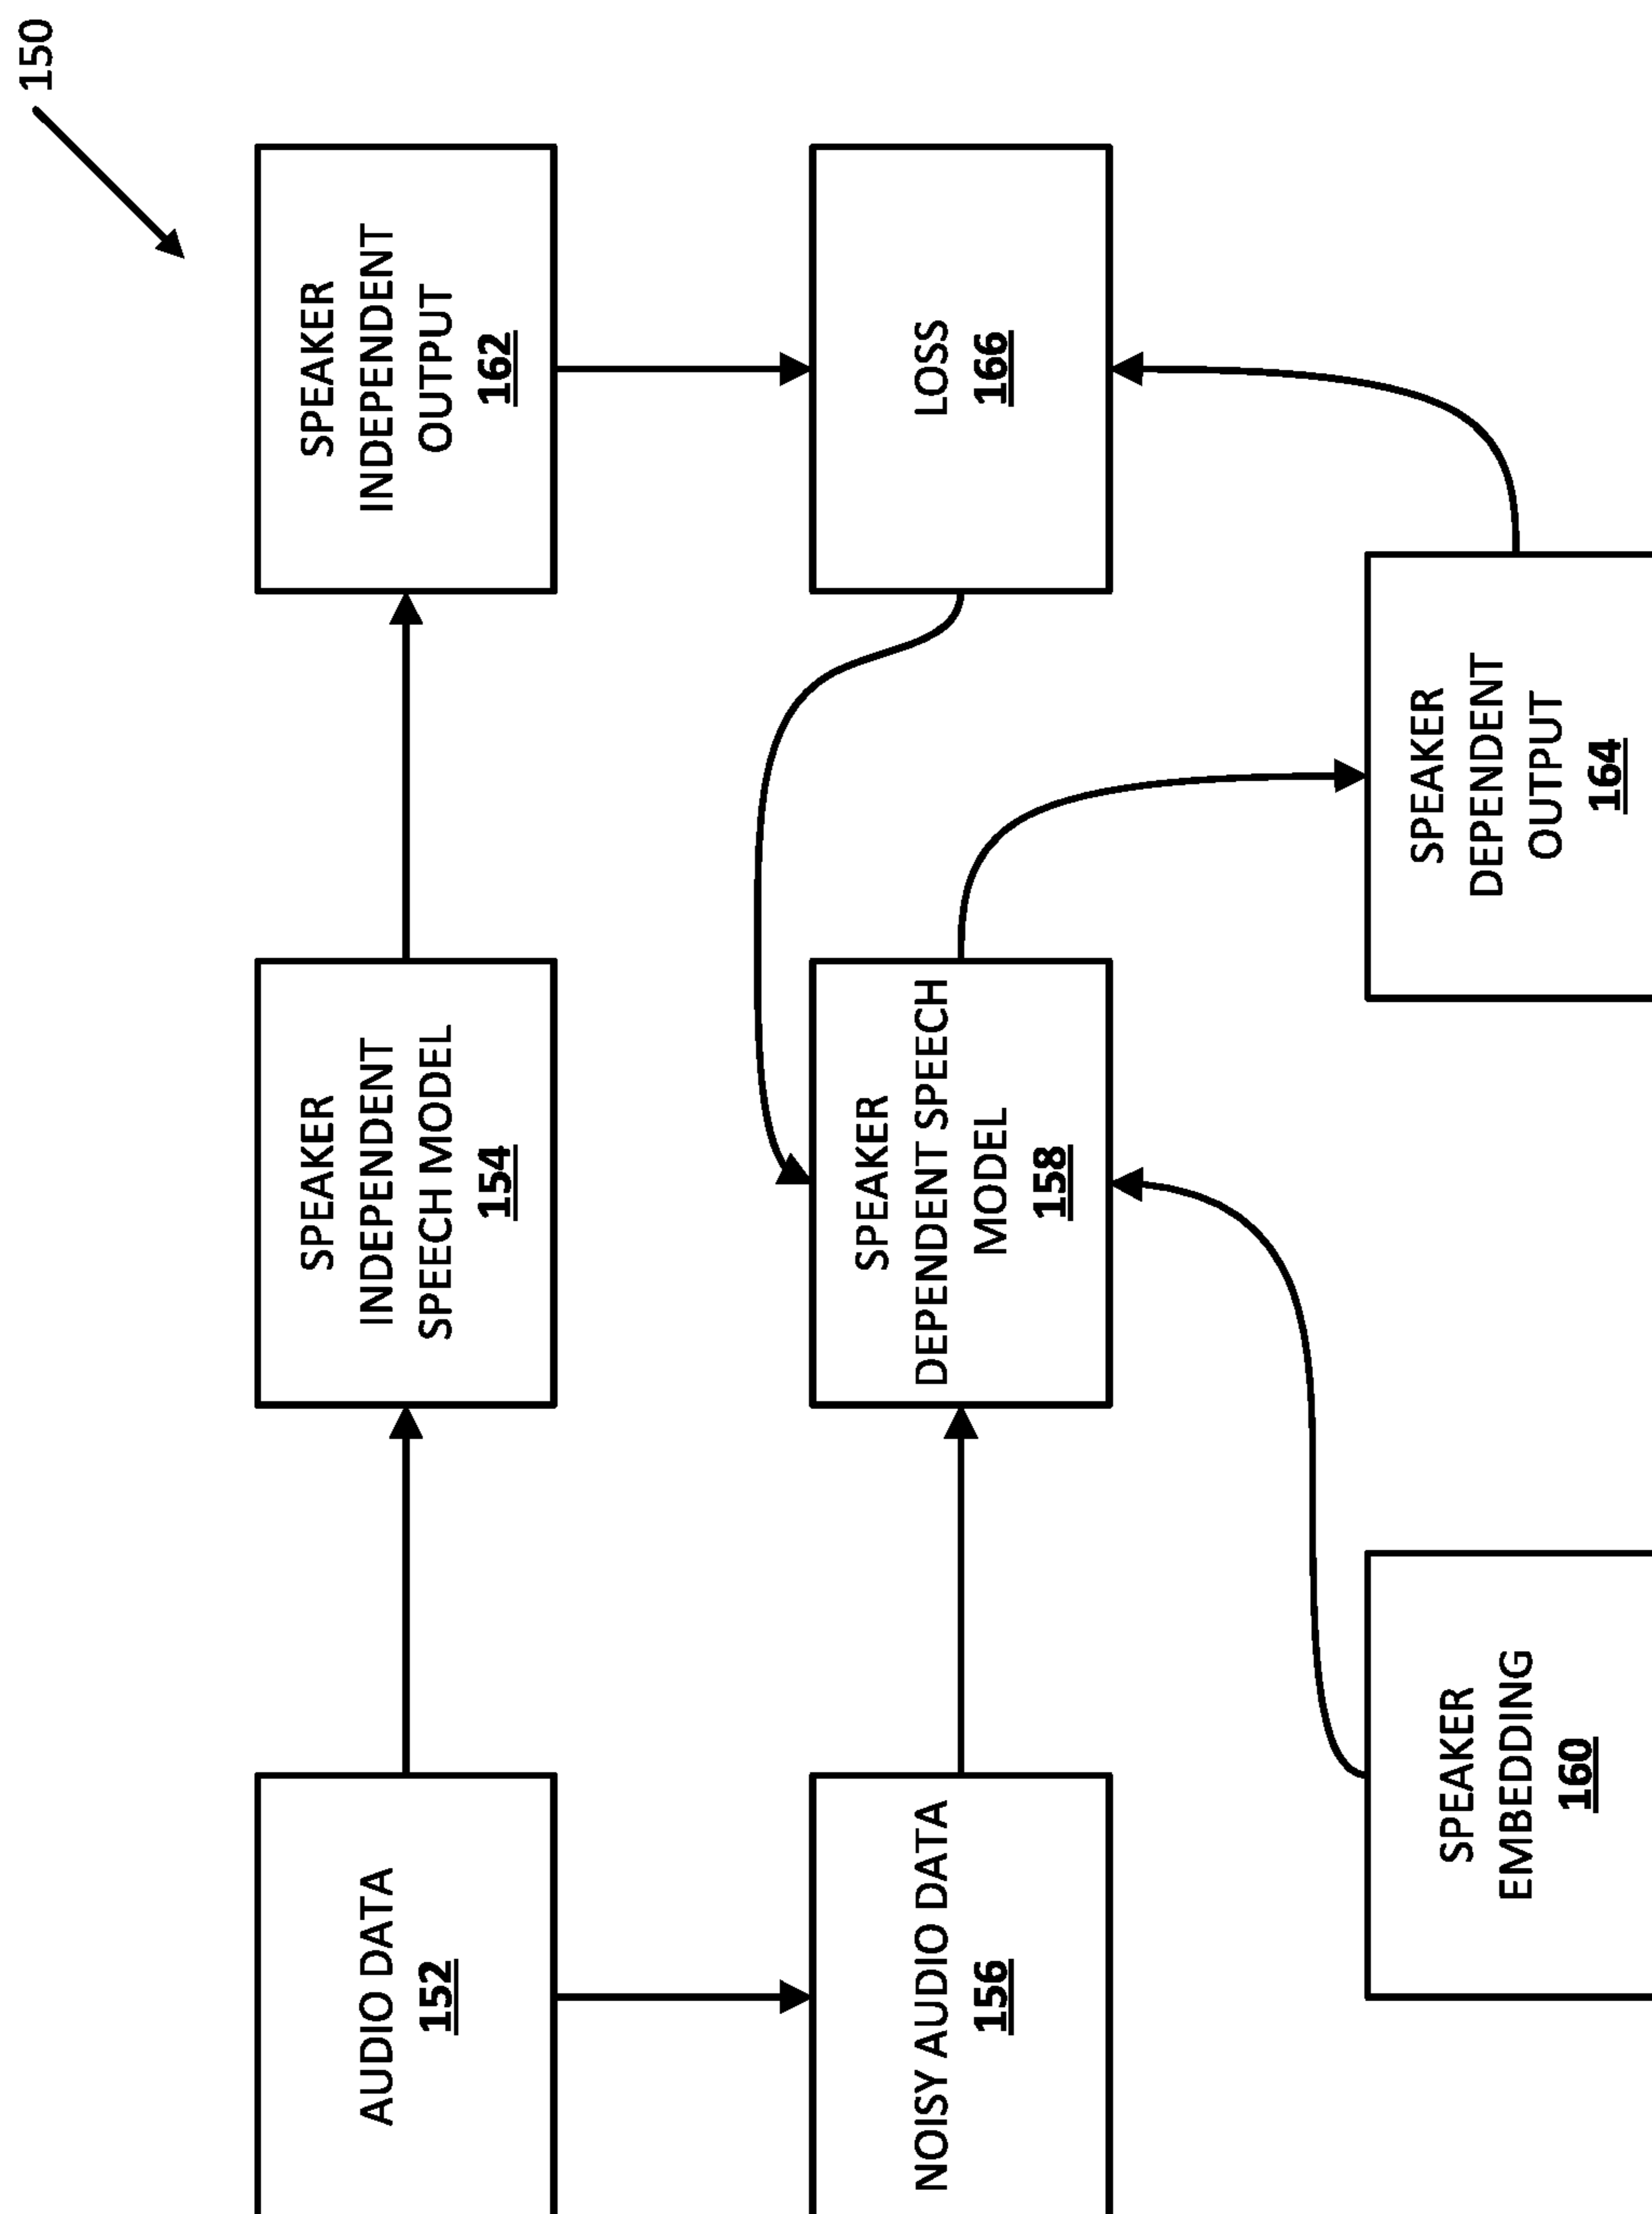 150
AUDIO DATA
152
SPEAKER
INDEPENDENT
SPEECH MODEL
154
SPEAKER
INDEPENDENT
OUTPUT
162
NOISY AUDIO DATA
156
SPEAKER
DEPENDENT SPEECH
MODEL
158
LOSS
166
SPEAKER
EMBEDDING
160
SPEAKER
DEPENDENT
OUTPUT
164